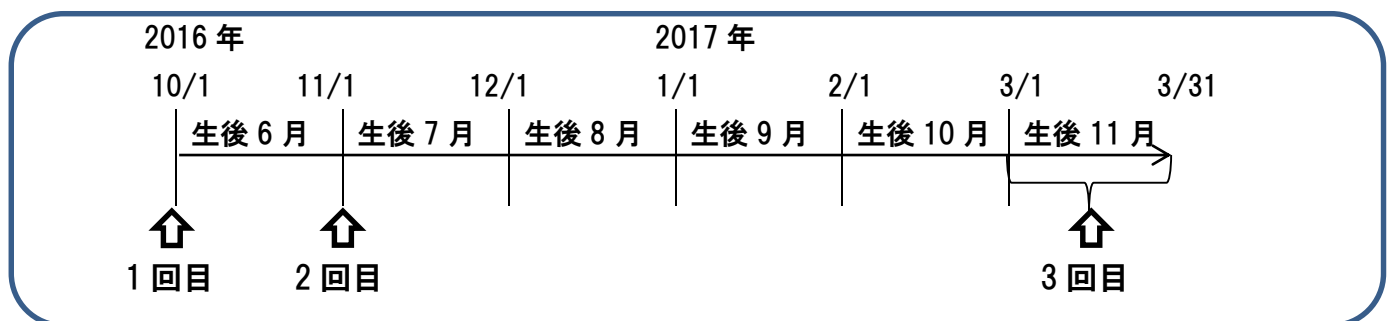 2016 年 2017 年
10/1 11/1 12/1 1/1 2/1 3/1 3/31
生後 6 月 生後 7 月 生後 8 月 生後 9 月 生後 10 月 生後 11 月
1 回目 2 回目 3 回目